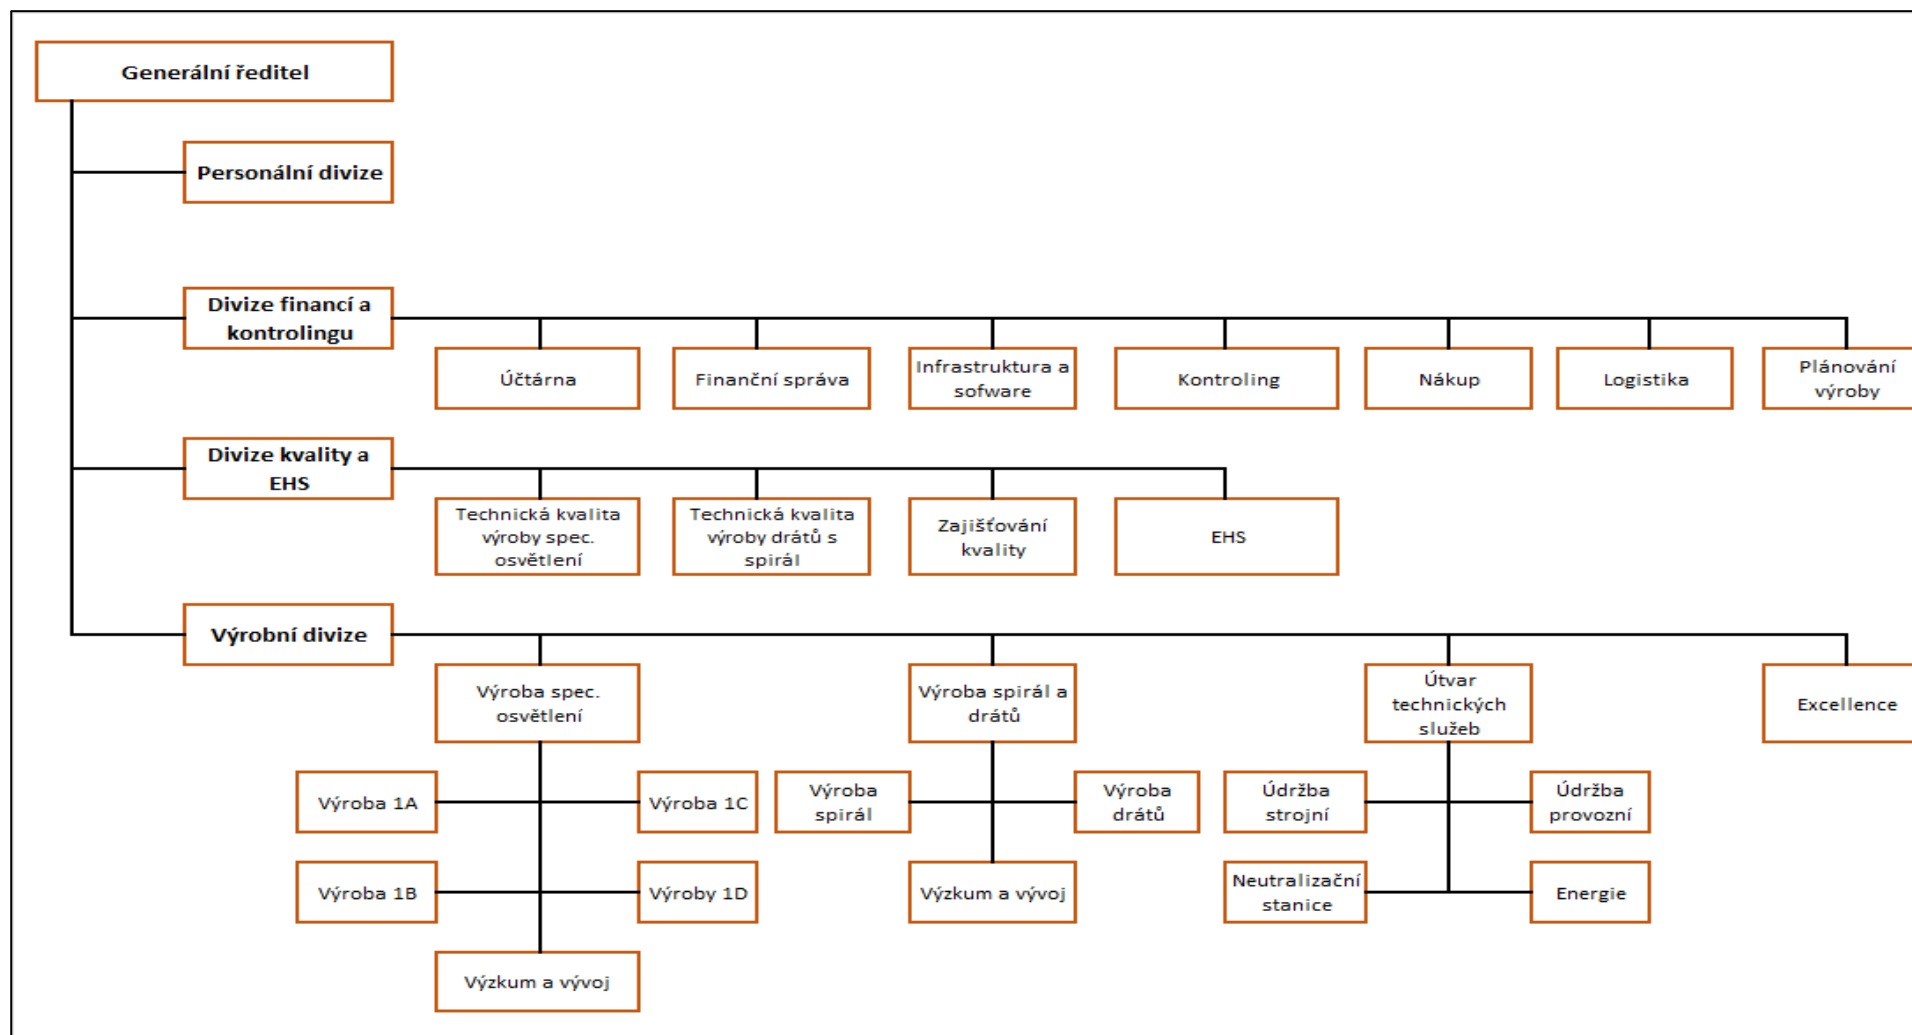 Generální ředitel
Personální divize
Divize financí a
kontrolingu
Účtárna
Finanční správa
Infrastruktura a
sofware
Kontroling
Nákup
Logistika
Plánování
výroby
Divize kvality a
EHS
Technická kvalita
výroby spec.
osvětlení
Technická kvalita
výroby drátů s
spirál
Zajišťování
kvality
EHS
Výrobní divize
Výroba spec.
osvětlení
Výroba spirál a
drátů
Útvar
technických
služeb
Excellence
Výroba 1A
Výroba 1C
Výroba
spirál
Výroba
drátů
Údržba
strojní
Údržba
provozní
Výroba 1B
Výroby 1D
Výzkum a vývoj
Neutralizační
stanice
Energie
Výzkum a vývoj